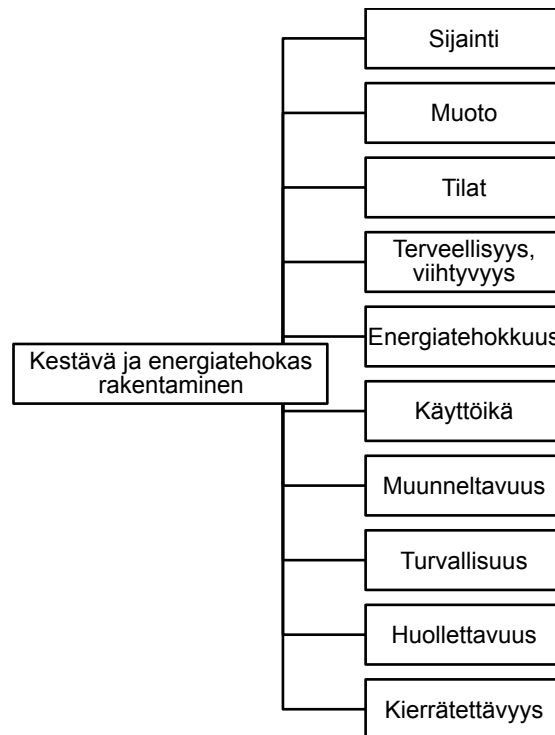 Sijainti
Muoto
Tilat
Terveellisyys,
viihtyvyys
Energiatehokkuus
Kestävä ja energiatehokas
rakentaminen
Käyttöikä
Muunneltavuus
Turvallisuus
Huollettavuus
Kierrätettävyys